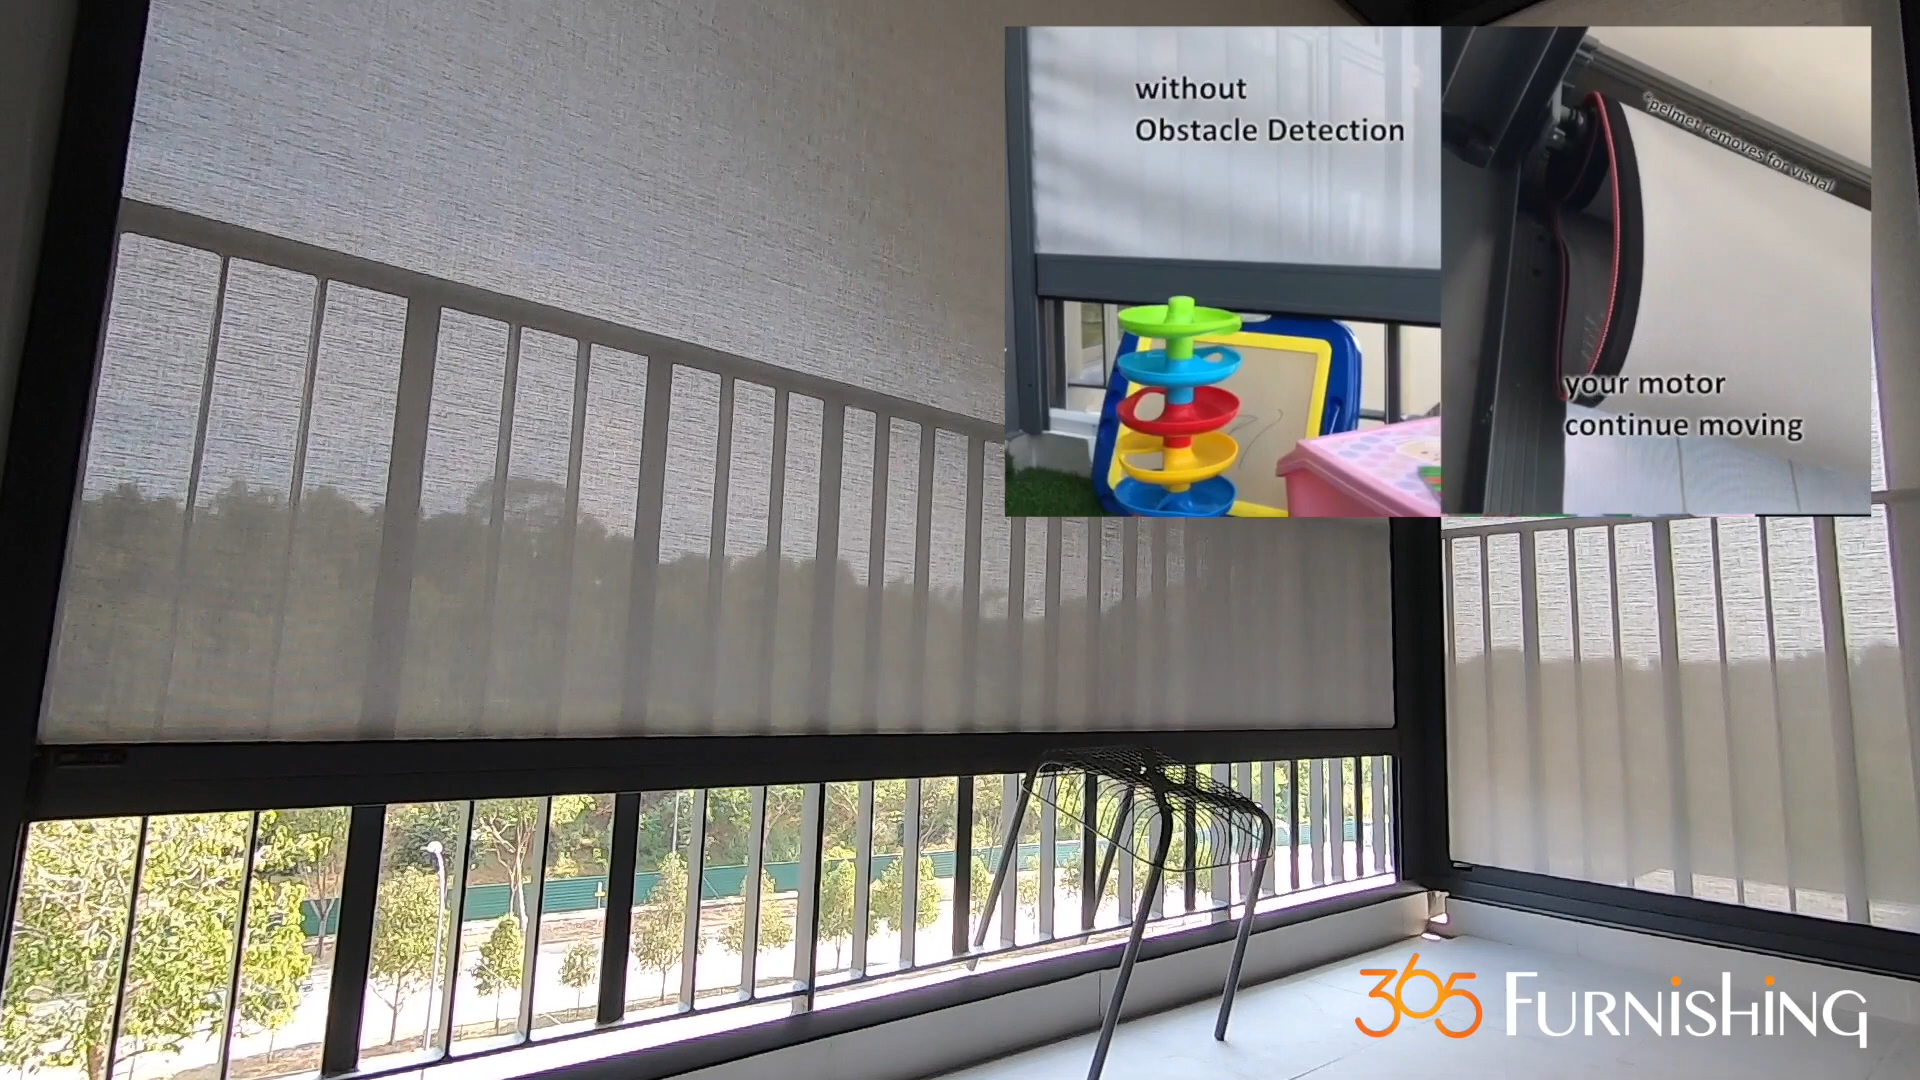 without
Obstacle Detection
*pelmet removes for visual
your motor
continue moving
365 FURNiSHiNG